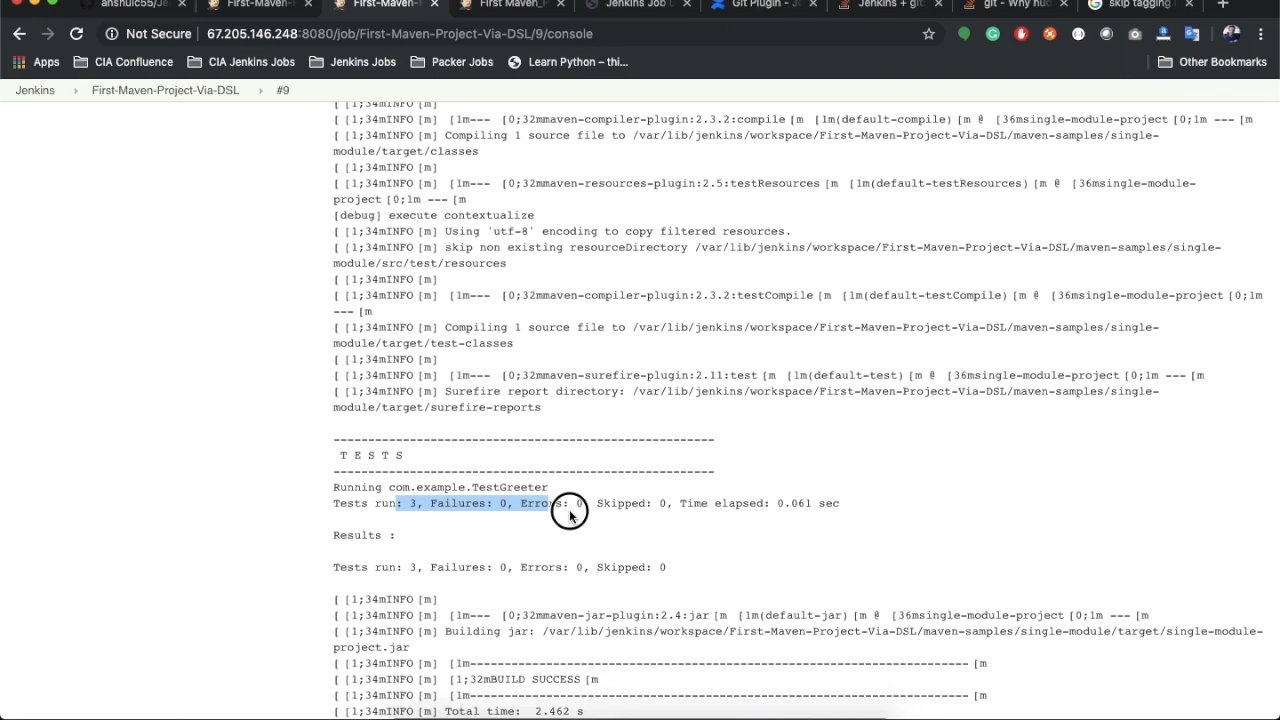 anshulc55/Je
First-Maven-
First-Maven-
First Maven_
Jenkins Job D
Git Plugin - Je
Jenkins + git
git - Why nuc
skip tagging
Not Secure 67.205.146.248:8080/job/First-Maven-Project-Via-DSL/9/console
Apps CIA Confluence CIA Jenkins Jobs Jenkins Jobs Packer Jobs Learn Python – thi... Other Bookmarks
Jenkins First-Maven-Project-Via-DSL #9
[ [1;34mINFO [m]
[ [1;34mINFO [m] [1m--- [0;32mmaven-compiler-plugin:2.3.2:compile [m [1m(default-compile) [m @ [36msingle-module-project [0;1m --- [m
[ [1;34mINFO [m] Compiling 1 source file to /var/lib/jenkins/workspace/First-Maven-Project-Via-DSL/maven-samples/single-
module/target/classes
[ [1;34mINFO [m]
[ [1;34mINFO [m] [1m--- [0;32mmaven-resources-plugin:2.5:testResources [m [1m(default-testResources) [m @ [36msingle-module-
project [0;1m --- [m
[debug] execute contextualize
[ [1;34mINFO [m] Using 'utf-8' encoding to copy filtered resources.
[ [1;34mINFO [m] skip non existing resourceDirectory /var/lib/jenkins/workspace/First-Maven-Project-Via-DSL/maven-samples/single-
module/src/test/resources
[ [1;34mINFO [m]
[ [1;34mINFO [m] [1m--- [0;32mmaven-compiler-plugin:2.3.2:testCompile [m [1m(default-testCompile) [m @ [36msingle-module-project [0;1m
--- [m
[ [1;34mINFO [m] Compiling 1 source file to /var/lib/jenkins/workspace/First-Maven-Project-Via-DSL/maven-samples/single-
module/target/test-classes
[ [1;34mINFO [m]
[ [1;34mINFO [m] [1m--- [0;32mmaven-surefire-plugin:2.11:test [m [1m(default-test) [m @ [36msingle-module-project [0;1m --- [m
[ [1;34mINFO [m] Surefire report directory: /var/lib/jenkins/workspace/First-Maven-Project-Via-DSL/maven-samples/single-
module/target/surefire-reports
-------------------------------------------------------
T E S T S
-------------------------------------------------------
Running com.example.TestGreeter
Tests run: 3, Failures: 0, Errors: 0, Skipped: 0, Time elapsed: 0.061 sec
Results :
Tests run: 3, Failures: 0, Errors: 0, Skipped: 0
[ [1;34mINFO [m]
[ [1;34mINFO [m] [1m--- [0;32mmaven-jar-plugin:2.4:jar [m [1m(default-jar) [m @ [36msingle-module-project [0;1m --- [m
[ [1;34mINFO [m] Building jar: /var/lib/jenkins/workspace/First-Maven-Project-Via-DSL/maven-samples/single-module/target/single-module-
project.jar
[ [1;34mINFO [m] [1m------------------------------------------------------------------------ [m
[ [1;34mINFO [m] [1;32mBUILD SUCCESS [m
[ [1;34mINFO [m] [1m------------------------------------------------------------------------ [m
[ [1;34mINFO [m] Total time: 2.462 s